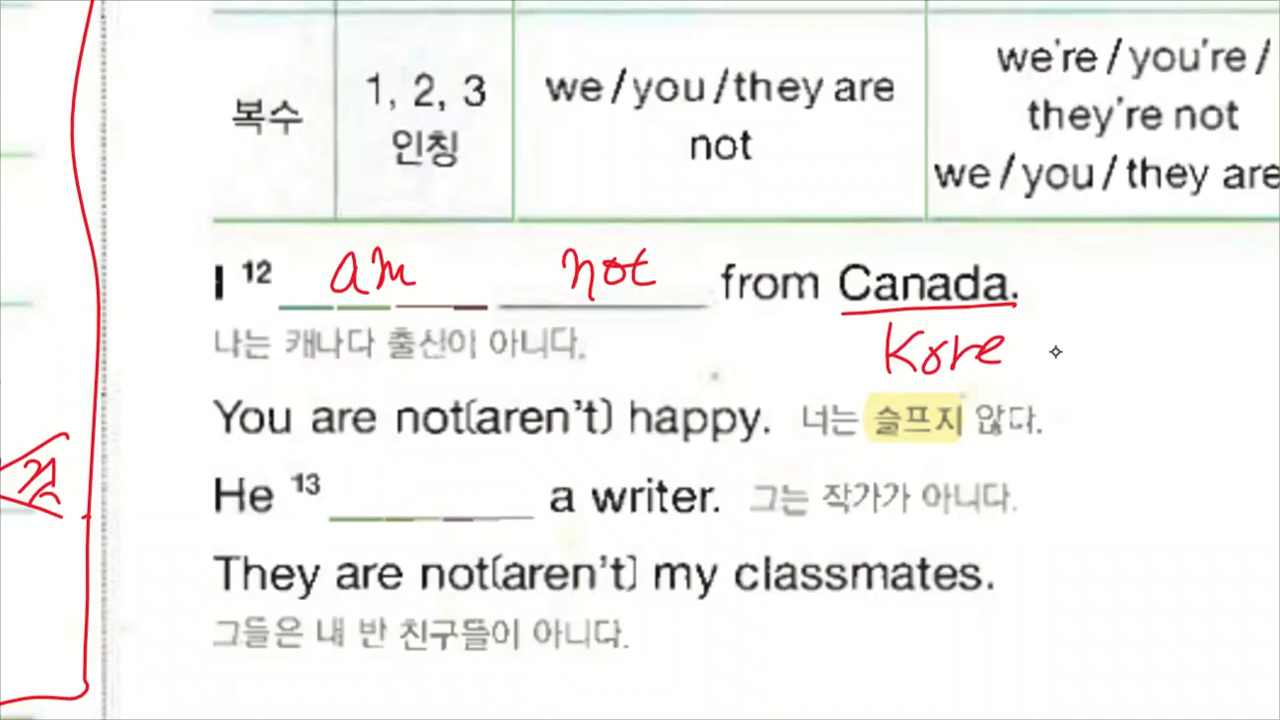 복수 1, 2, 3 인칭 we/you/they are not we're/you're/ they're not we/you/they are
I 12 am not from Canada.
나는 캐나다 출신이 아니다.
Kore
You are not(aren't) happy. 너는 슬프지 않다.
He 13 ____ a writer. 그는 작가가 아니다.
They are not(aren't) my classmates.
그들은 내 반 친구들이 아니다.